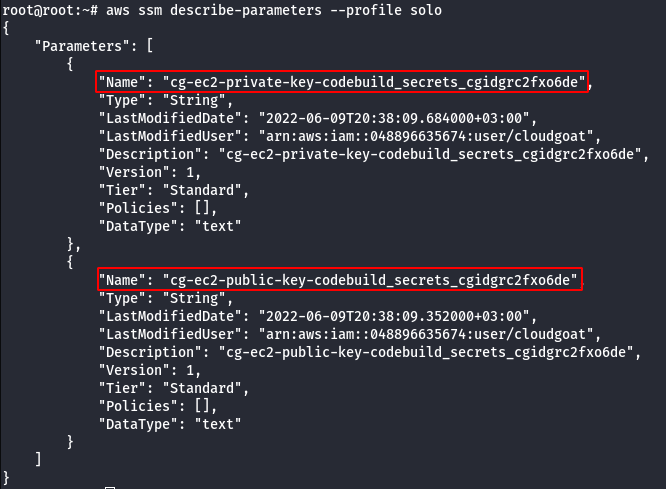 root@root:~# aws ssm describe-parameters --profile solo
{
    "Parameters": [
        {
            "Name": "cg-ec2-private-key-codebuild_secrets_cgidgrc2fxo6de",
            "Type": "String",
            "LastModifiedDate": "2022-06-09T20:38:09.684000+03:00",
            "LastModifiedUser": "arn:aws:iam::048896635674:user/cloudgoat",
            "Description": "cg-ec2-private-key-codebuild_secrets_cgidgrc2fxo6de",
            "Version": 1,
            "Tier": "Standard",
            "Policies": [],
            "DataType": "text"
        },
        {
            "Name": "cg-ec2-public-key-codebuild_secrets_cgidgrc2fxo6de",
            "Type": "String",
            "LastModifiedDate": "2022-06-09T20:38:09.352000+03:00",
            "LastModifiedUser": "arn:aws:iam::048896635674:user/cloudgoat",
            "Description": "cg-ec2-public-key-codebuild_secrets_cgidgrc2fxo6de",
            "Version": 1,
            "Tier": "Standard",
            "Policies": [],
            "DataType": "text"
        }
    ]
}